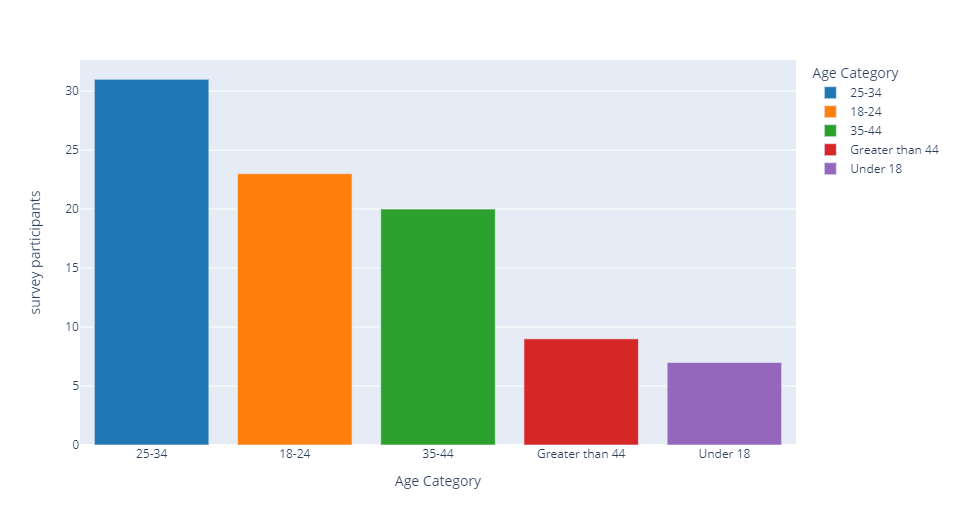 Age Category
25-34
18-24
35-44
Greater than 44
Under 18
survey participants
30
25
20
15
10
5
0
25-34
18-24
35-44
Greater than 44
Under 18
Age Category